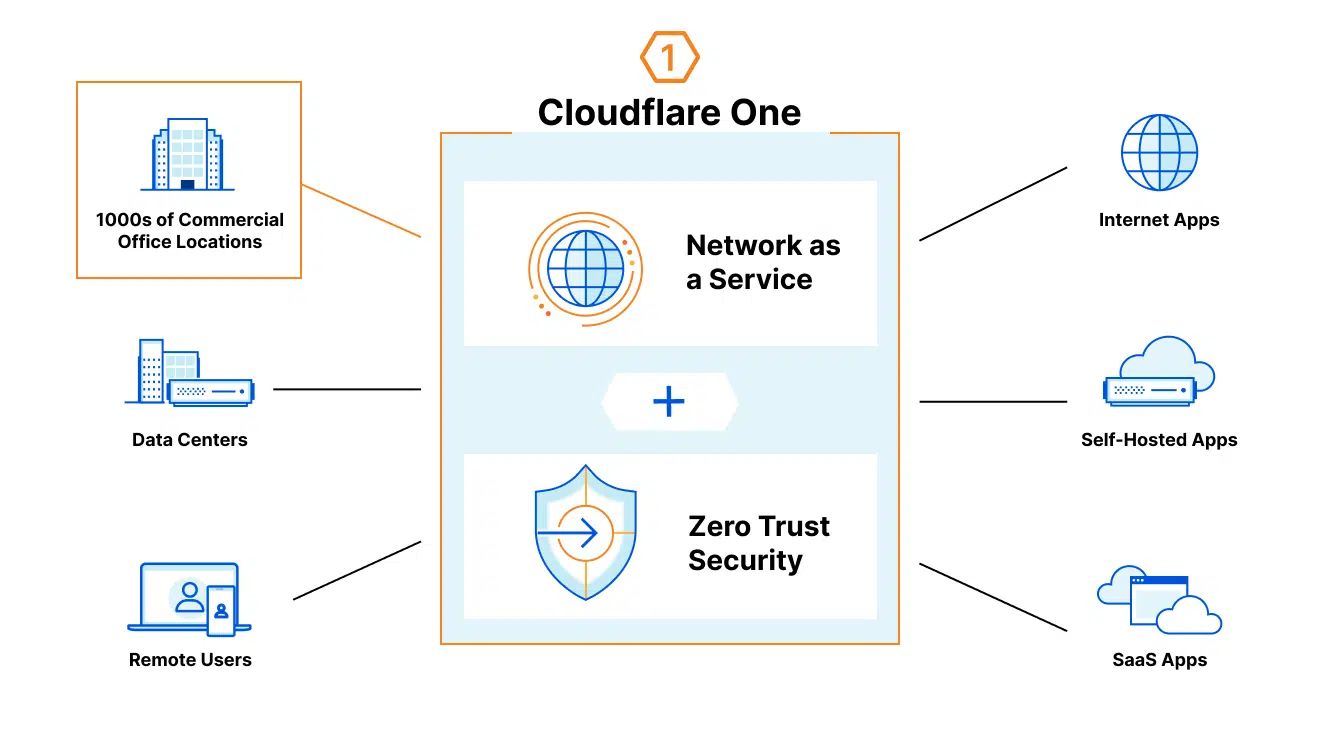 1
Cloudflare One
1000s of Commercial
Office Locations
Data Centers
Remote Users
Network as
a Service
+
Zero Trust
Security
Internet Apps
Self-Hosted Apps
SaaS Apps